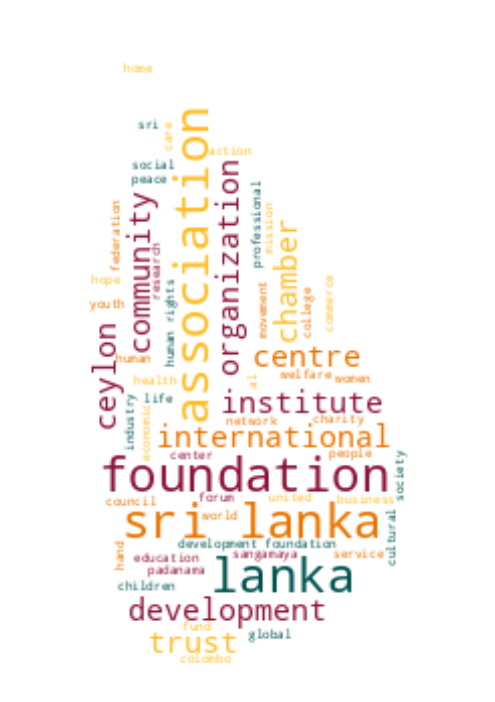 home
sri
care
association
action
social
peace
organization
professional
mission
community
federation
research
human rights
chamber
hope
youth
movement
college
commerce
ceylon
human
centre
health
al
welfare
women
life
institute
industry
economic
network
charity
international
center
people
foundation
society
council
forum
united
business
sri lanka
world
cultural
hand
development foundation
education
sangamaya
service
padanama
lanka
children
development
fund
global
trust
colombo